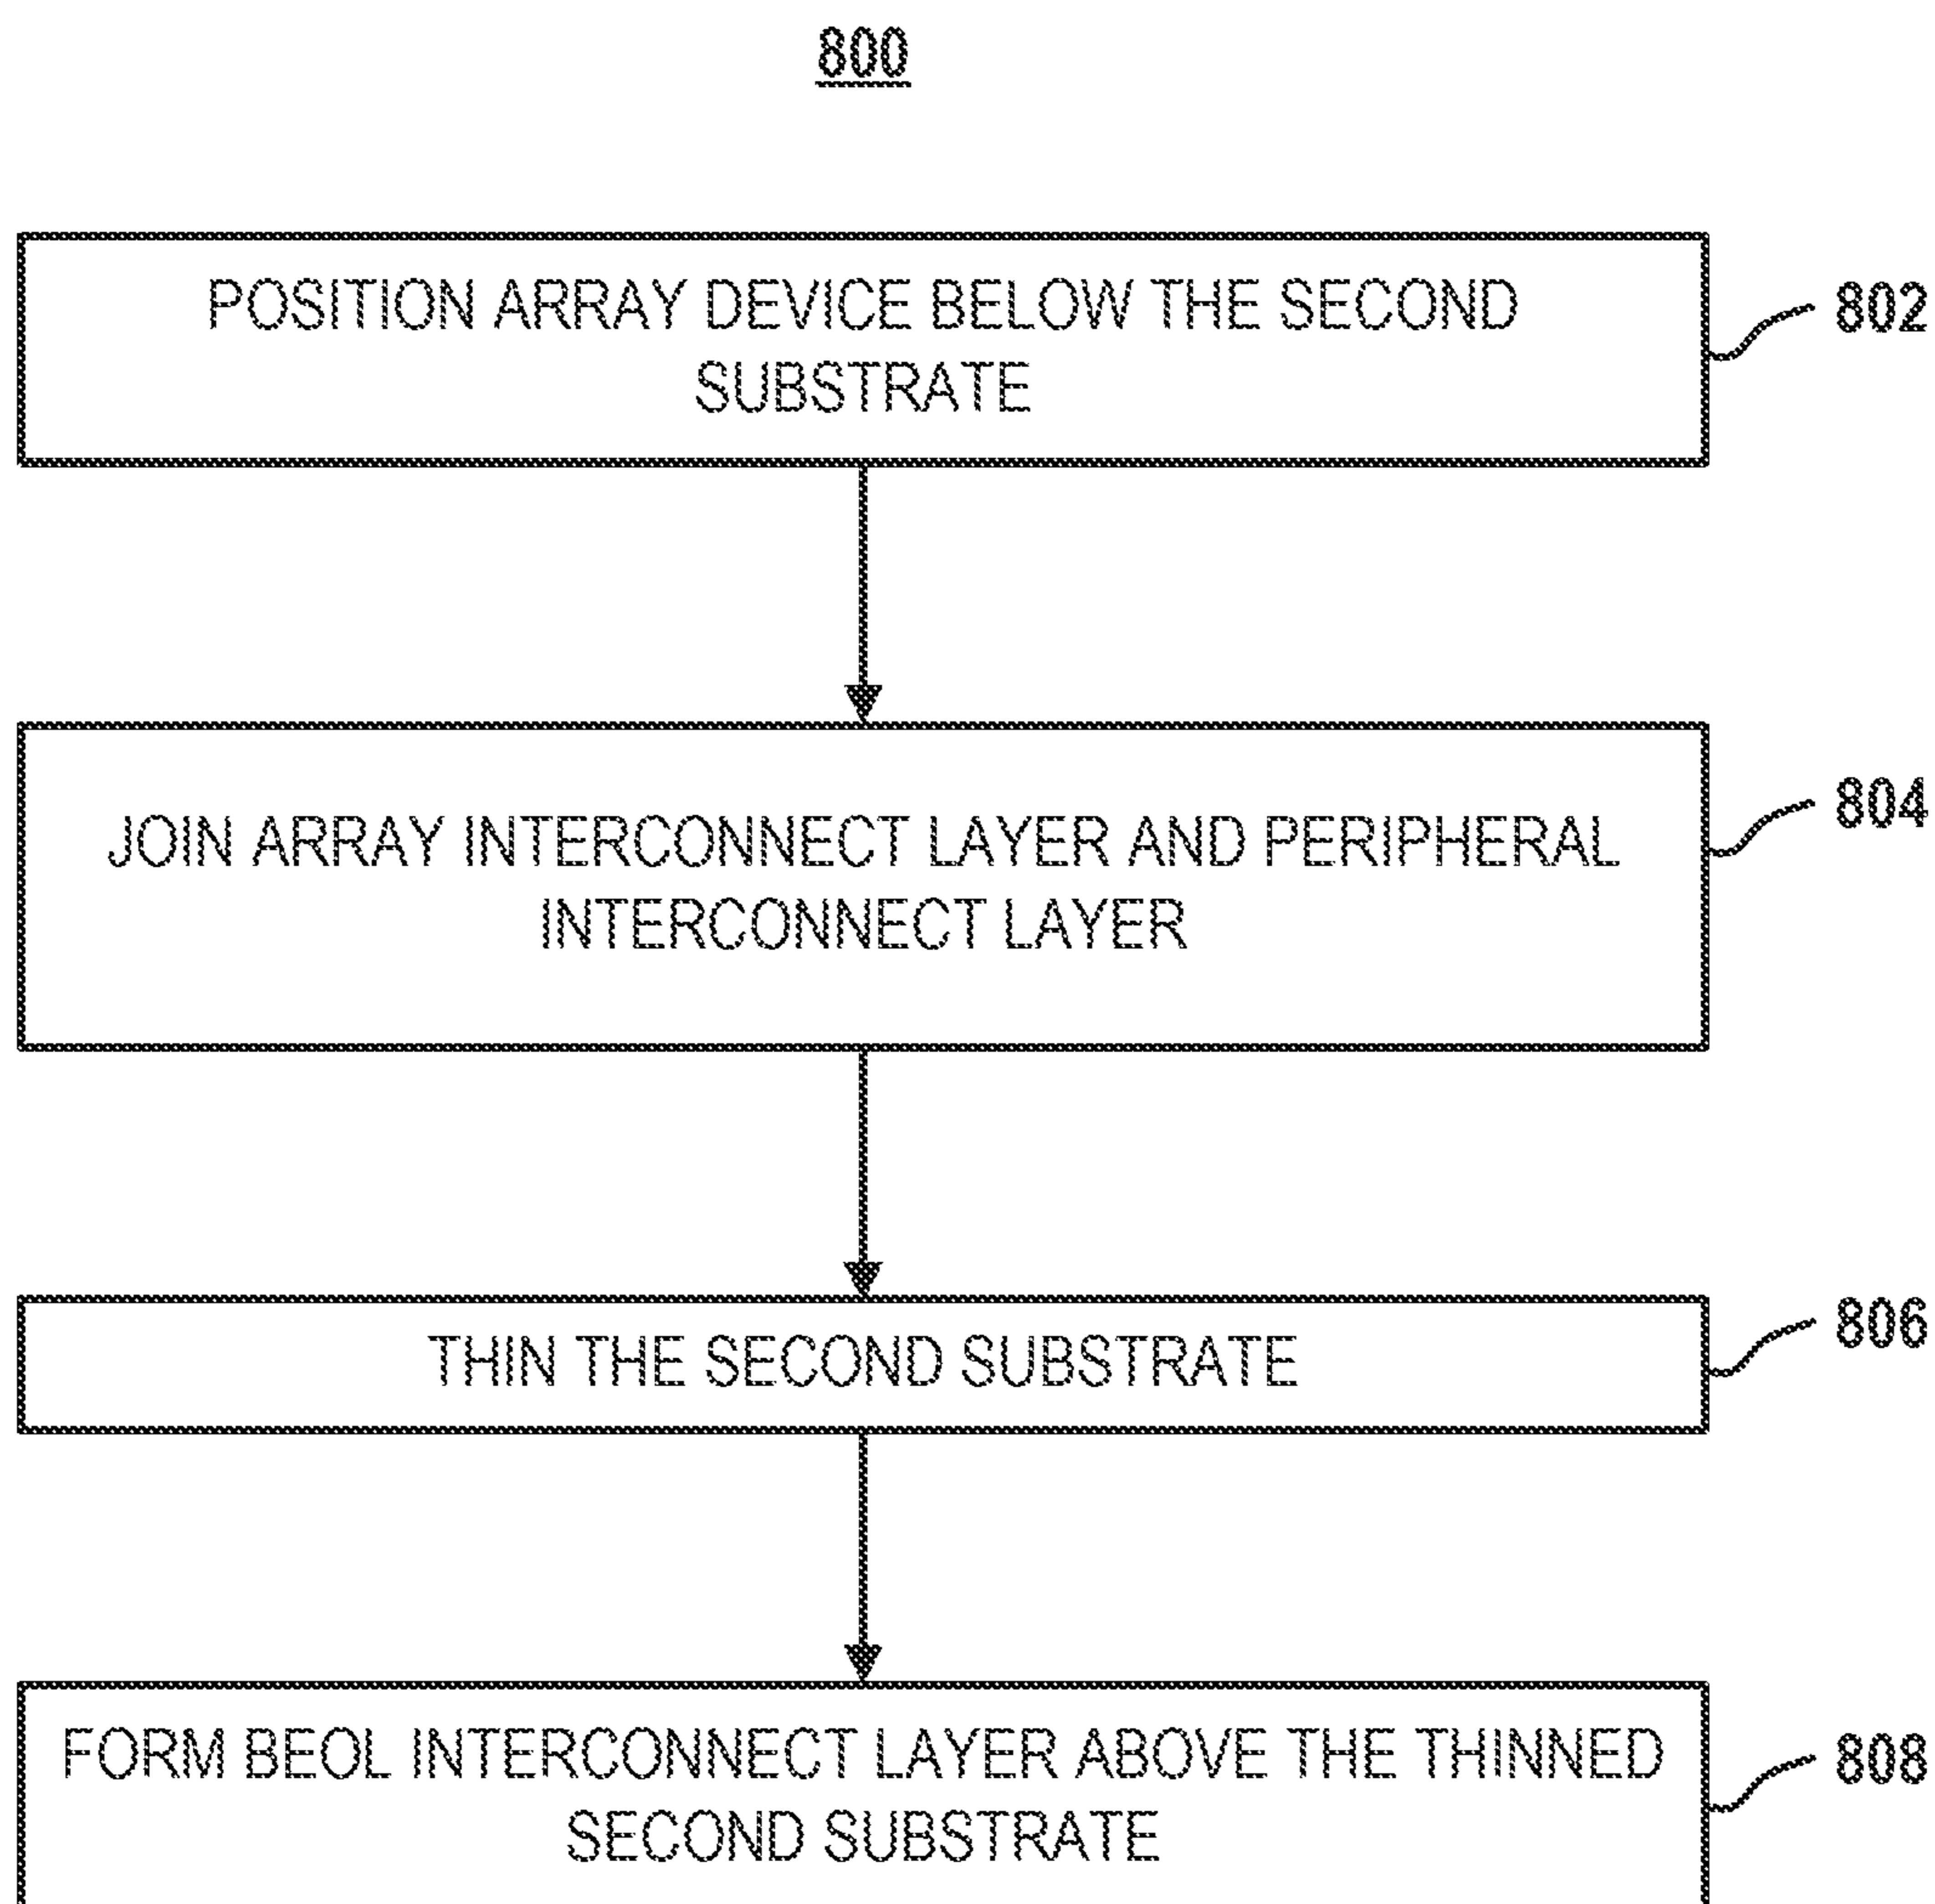 800
POSITION ARRAY DEVICE BELOW THE SECOND
SUBSTRATE
802
JOIN ARRAY INTERCONNECT LAYER AND PERIPHERAL
INTERCONNECT LAYER
804
THIN THE SECOND SUBSTRATE
806
FORM BEOL INTERCONNECT LAYER ABOVE THE THINNED
SECOND SUBSTRATE
808